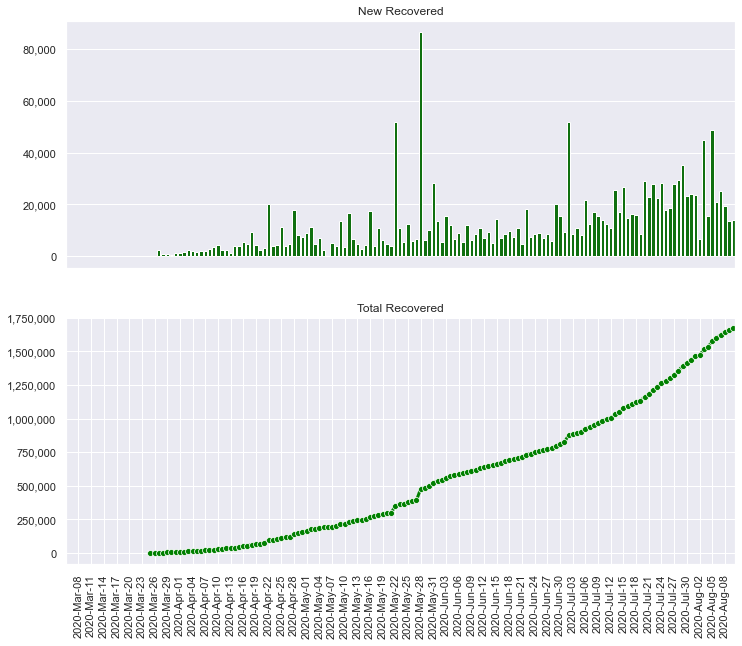 New Recovered
80,000
60,000
40,000
20,000
0
Total Recovered
1,750,000
1,500,000
1,250,000
1,000,000
750,000
500,000
250,000
0
2020-Mar-08
2020-Mar-11
2020-Mar-14
2020-Mar-17
2020-Mar-20
2020-Mar-23
2020-Mar-26
2020-Mar-29
2020-Apr-01
2020-Apr-04
2020-Apr-07
2020-Apr-10
2020-Apr-13
2020-Apr-16
2020-Apr-19
2020-Apr-22
2020-Apr-25
2020-Apr-28
2020-May-01
2020-May-04
2020-May-07
2020-May-10
2020-May-13
2020-May-16
2020-May-19
2020-May-22
2020-May-25
2020-May-28
2020-May-31
2020-Jun-03
2020-Jun-06
2020-Jun-09
2020-Jun-12
2020-Jun-15
2020-Jun-18
2020-Jun-21
2020-Jun-24
2020-Jun-27
2020-Jun-30
2020-Jul-03
2020-Jul-06
2020-Jul-09
2020-Jul-12
2020-Jul-15
2020-Jul-18
2020-Jul-21
2020-Jul-24
2020-Jul-27
2020-Jul-30
2020-Aug-02
2020-Aug-05
2020-Aug-08